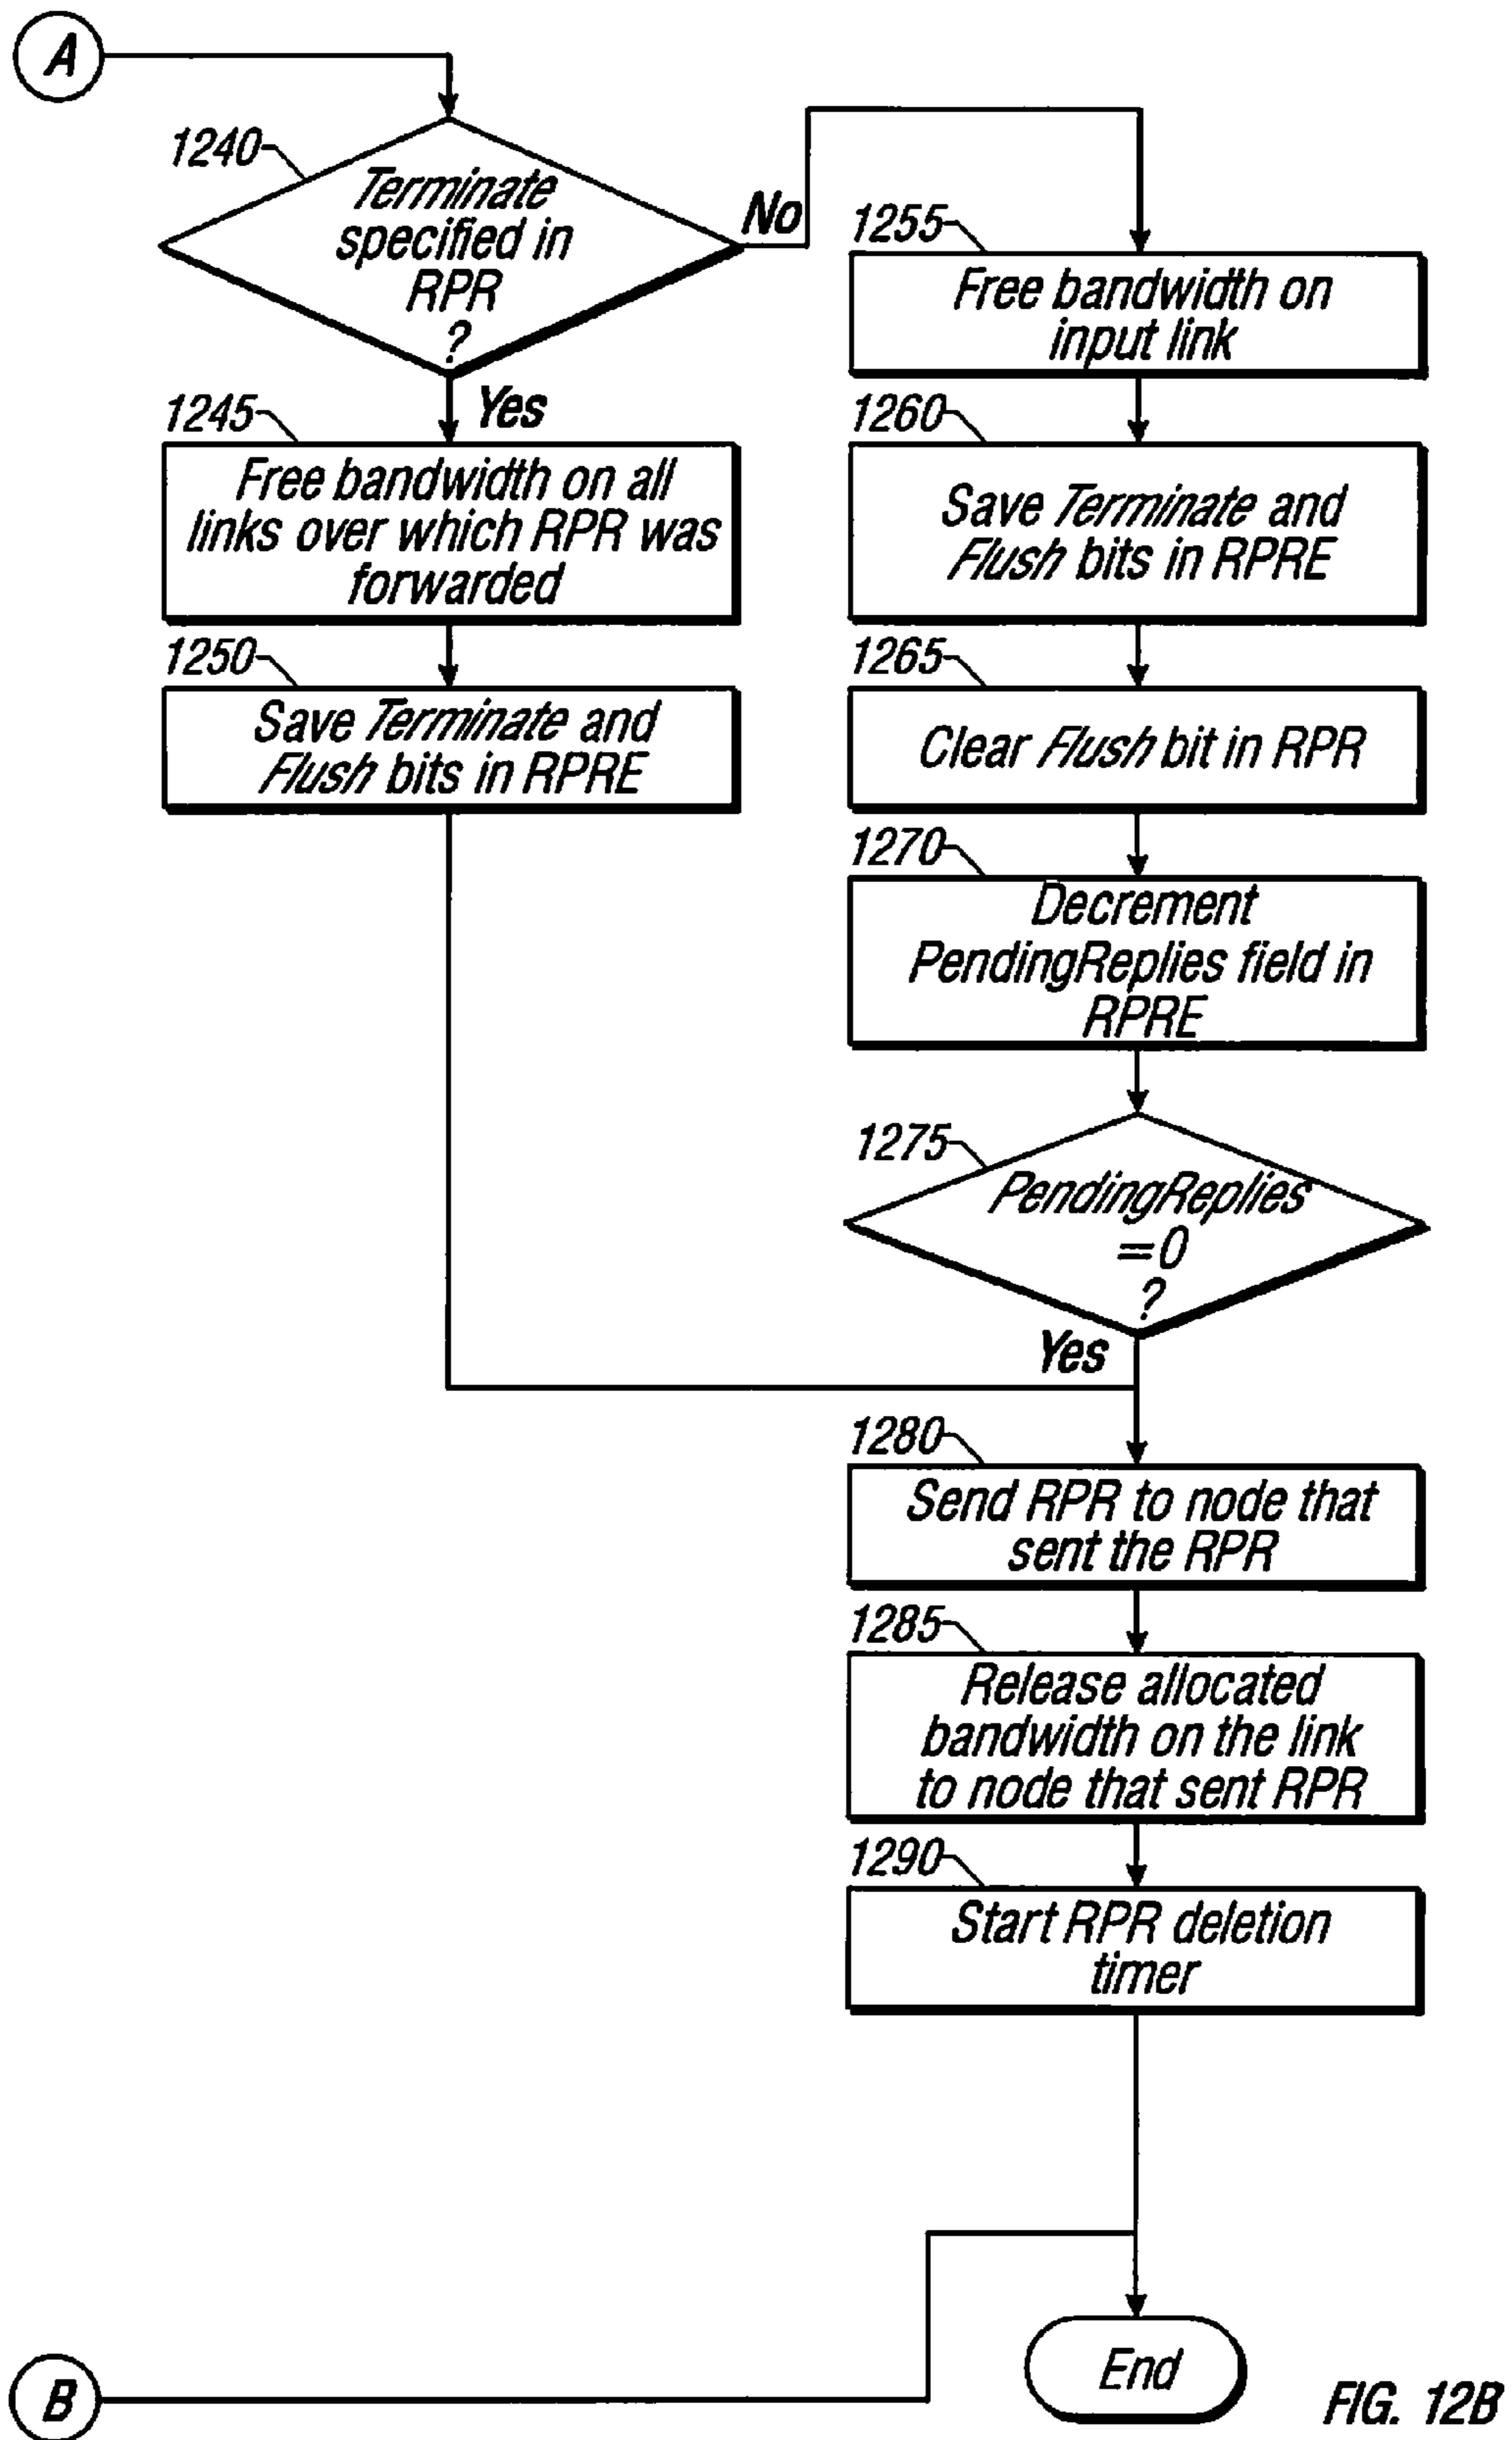 A
1240
Terminate
specified in
RPR
?
No
Yes
1245
Free bandwidth on all
links over which RPR was
forwarded
1250
Save Terminate and
Flush bits in RPRE
1255
Free bandwidth on
input link
1260
Save Terminate and
Flush bits in RPRE
1265
Clear Flush bit in RPR
1270
Decrement
PendingReplies field in
RPRE
1275
PendingReplies
=0
?
Yes
1280
Send RPR to node that
sent the RPR
1285
Release allocated
bandwidth on the link
to node that sent RPR
1290
Start RPR deletion
timer
End
B
FIG. 12B